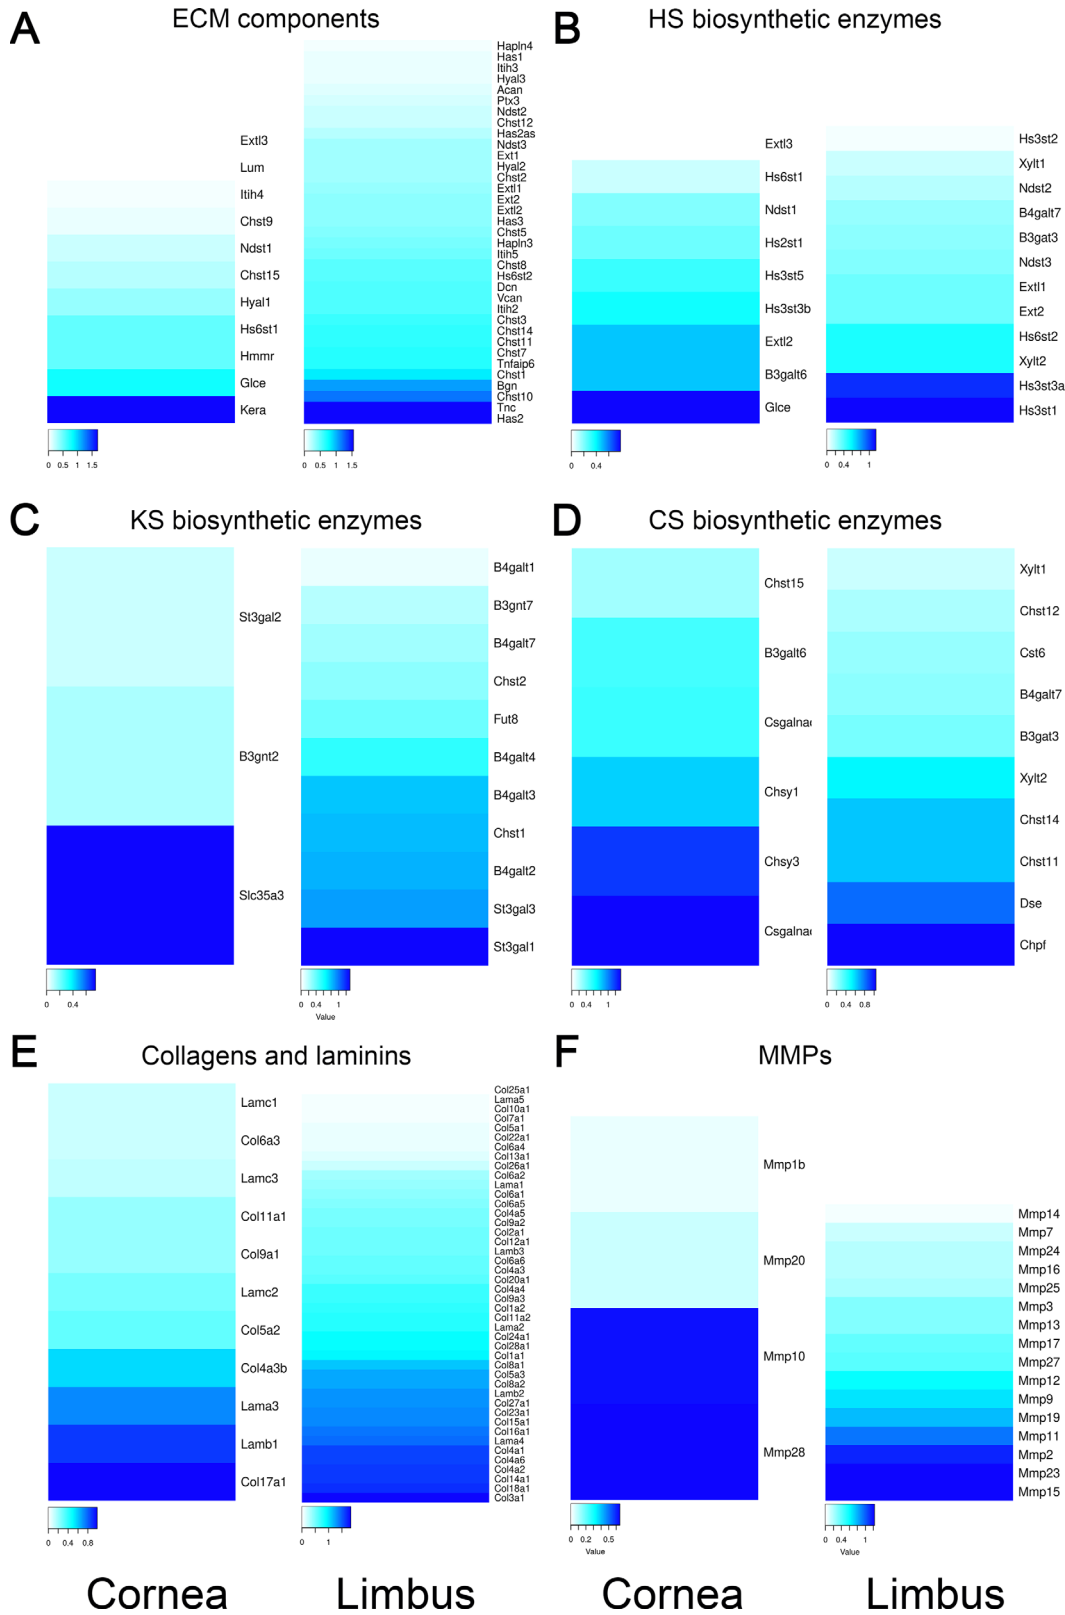 A
ECM components
Extl3
Lum
Itih4
Chst9
Ndst1
Chst15
Hyal1
Hs6st1
Hmmr
Glce
Kera
0 0.5 1 1.5
Hapln4
Has1
Itih3
Hyal3
Acan
Ptx3
Ndst2
Chst12
Has2as
Ndst3
Ext1
Hyal2
Chst2
Extl1
Ext2
Extl2
Has3
Chst5
Hapln3
Itih5
Chst8
Hs6st2
Dcn
Vcan
Itih2
Chst3
Chst14
Chst11
Chst7
Tnfaip6
Chst1
Bgn
Chst10
Tnc
Has2
0 0.5 1 1.5
B
HS biosynthetic enzymes
Extl3
Hs6st1
Ndst1
Hs2st1
Hs3st5
Hs3st3b
Extl2
B3galt6
Glce
0 0.4
Hs3st2
Xylt1
Ndst2
B4galt7
B3gat3
Ndst3
Extl1
Ext2
Hs6st2
Xylt2
Hs3st3a
Hs3st1
0 0.4 1
C
KS biosynthetic enzymes
St3gal2
B3gnt2
Slc35a3
0 0.4
B4galt1
B3gnt7
B4galt7
Chst2
Fut8
B4galt4
B4galt3
Chst1
B4galt2
St3gal3
St3gal1
0 0.4 1
Value
D
CS biosynthetic enzymes
Chst15
B3galt6
Csgalna
Chsy1
Chsy3
Csgalna
0 0.4 1
Xylt1
Chst12
Cst6
B4galt7
B3gat3
Xylt2
Chst14
Chst11
Dse
Chpf
0 0.4 0.8
E
Collagens and laminins
Lamc1
Col6a3
Lamc3
Col11a1
Col9a1
Lamc2
Col5a2
Col4a3b
Lama3
Lamb1
Col17a1
0 0.4 0.8
Col25a1
Lama5
Col10a1
Col7a1
Col5a1
Col22a1
Col6a4
Col13a1
Col26a1
Col6a2
Lama1
Col6a1
Col6a5
Col4a5
Col9a2
Col2a1
Col12a1
Lamb3
Col6a6
Col4a3
Col20a1
Col4a4
Col9a3
Col1a2
Col11a2
Lama2
Col24a1
Col28a1
Col1a1
Col8a1
Col5a3
Col8a2
Lamb2
Col27a1
Col23a1
Col15a1
Col16a1
Lama4
Col4a1
Col4a6
Col4a2
Col14a1
Col18a1
Col3a1
0 1
F
MMPs
Mmp1b
Mmp20
Mmp10
Mmp28
0 0.2 0.5
Value
Mmp14
Mmp7
Mmp24
Mmp16
Mmp25
Mmp3
Mmp13
Mmp17
Mmp27
Mmp12
Mmp9
Mmp19
Mmp11
Mmp2
Mmp23
Mmp15
0 0.4 1
Value
Cornea Limbus Cornea Limbus